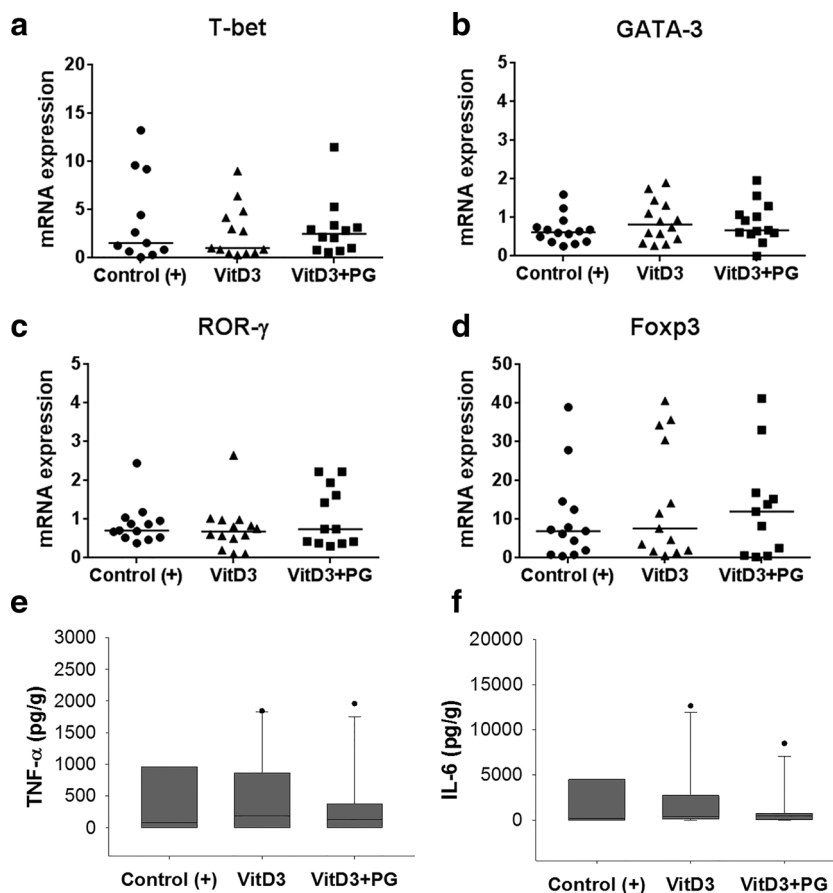 a
T-bet
mRNA expression
20
15
10
5
0
Control (+) VitD3 VitD3+PG
b
GATA-3
mRNA expression
5
4
3
2
1
0
Control (+) VitD3 VitD3+PG
c
ROR-γ
mRNA expression
5
4
3
2
1
0
Control (+) VitD3 VitD3+PG
d
Foxp3
mRNA expression
50
40
30
20
10
0
Control (+) VitD3 VitD3+PG
e
TNF-α (pg/g)
3000
2500
2000
1500
1000
500
0
Control (+) VitD3 VitD3+PG
f
IL-6 (pg/g)
20000
15000
10000
5000
0
Control (+) VitD3 VitD3+PG